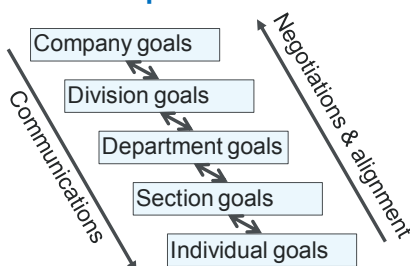 Company goals
Division goals
Department goals
Section goals
Individual goals
Communications
Negotiations & alignment